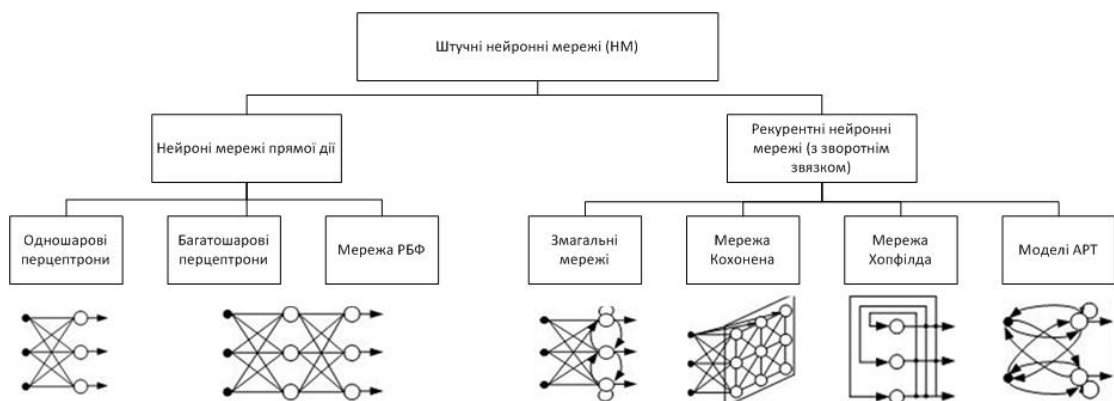 Штучні нейронні мережі (НМ)
Нейроні мережі прямої дії
Рекурентні нейронні
мережі (з зворотнім
звязком)
Одношарові
перцептрони
Багатошарові
перцептрони
Мережа РБФ
Змагальні
мережі
Мережа
Кохонена
Мережа
Хопфілда
Моделі АРТ